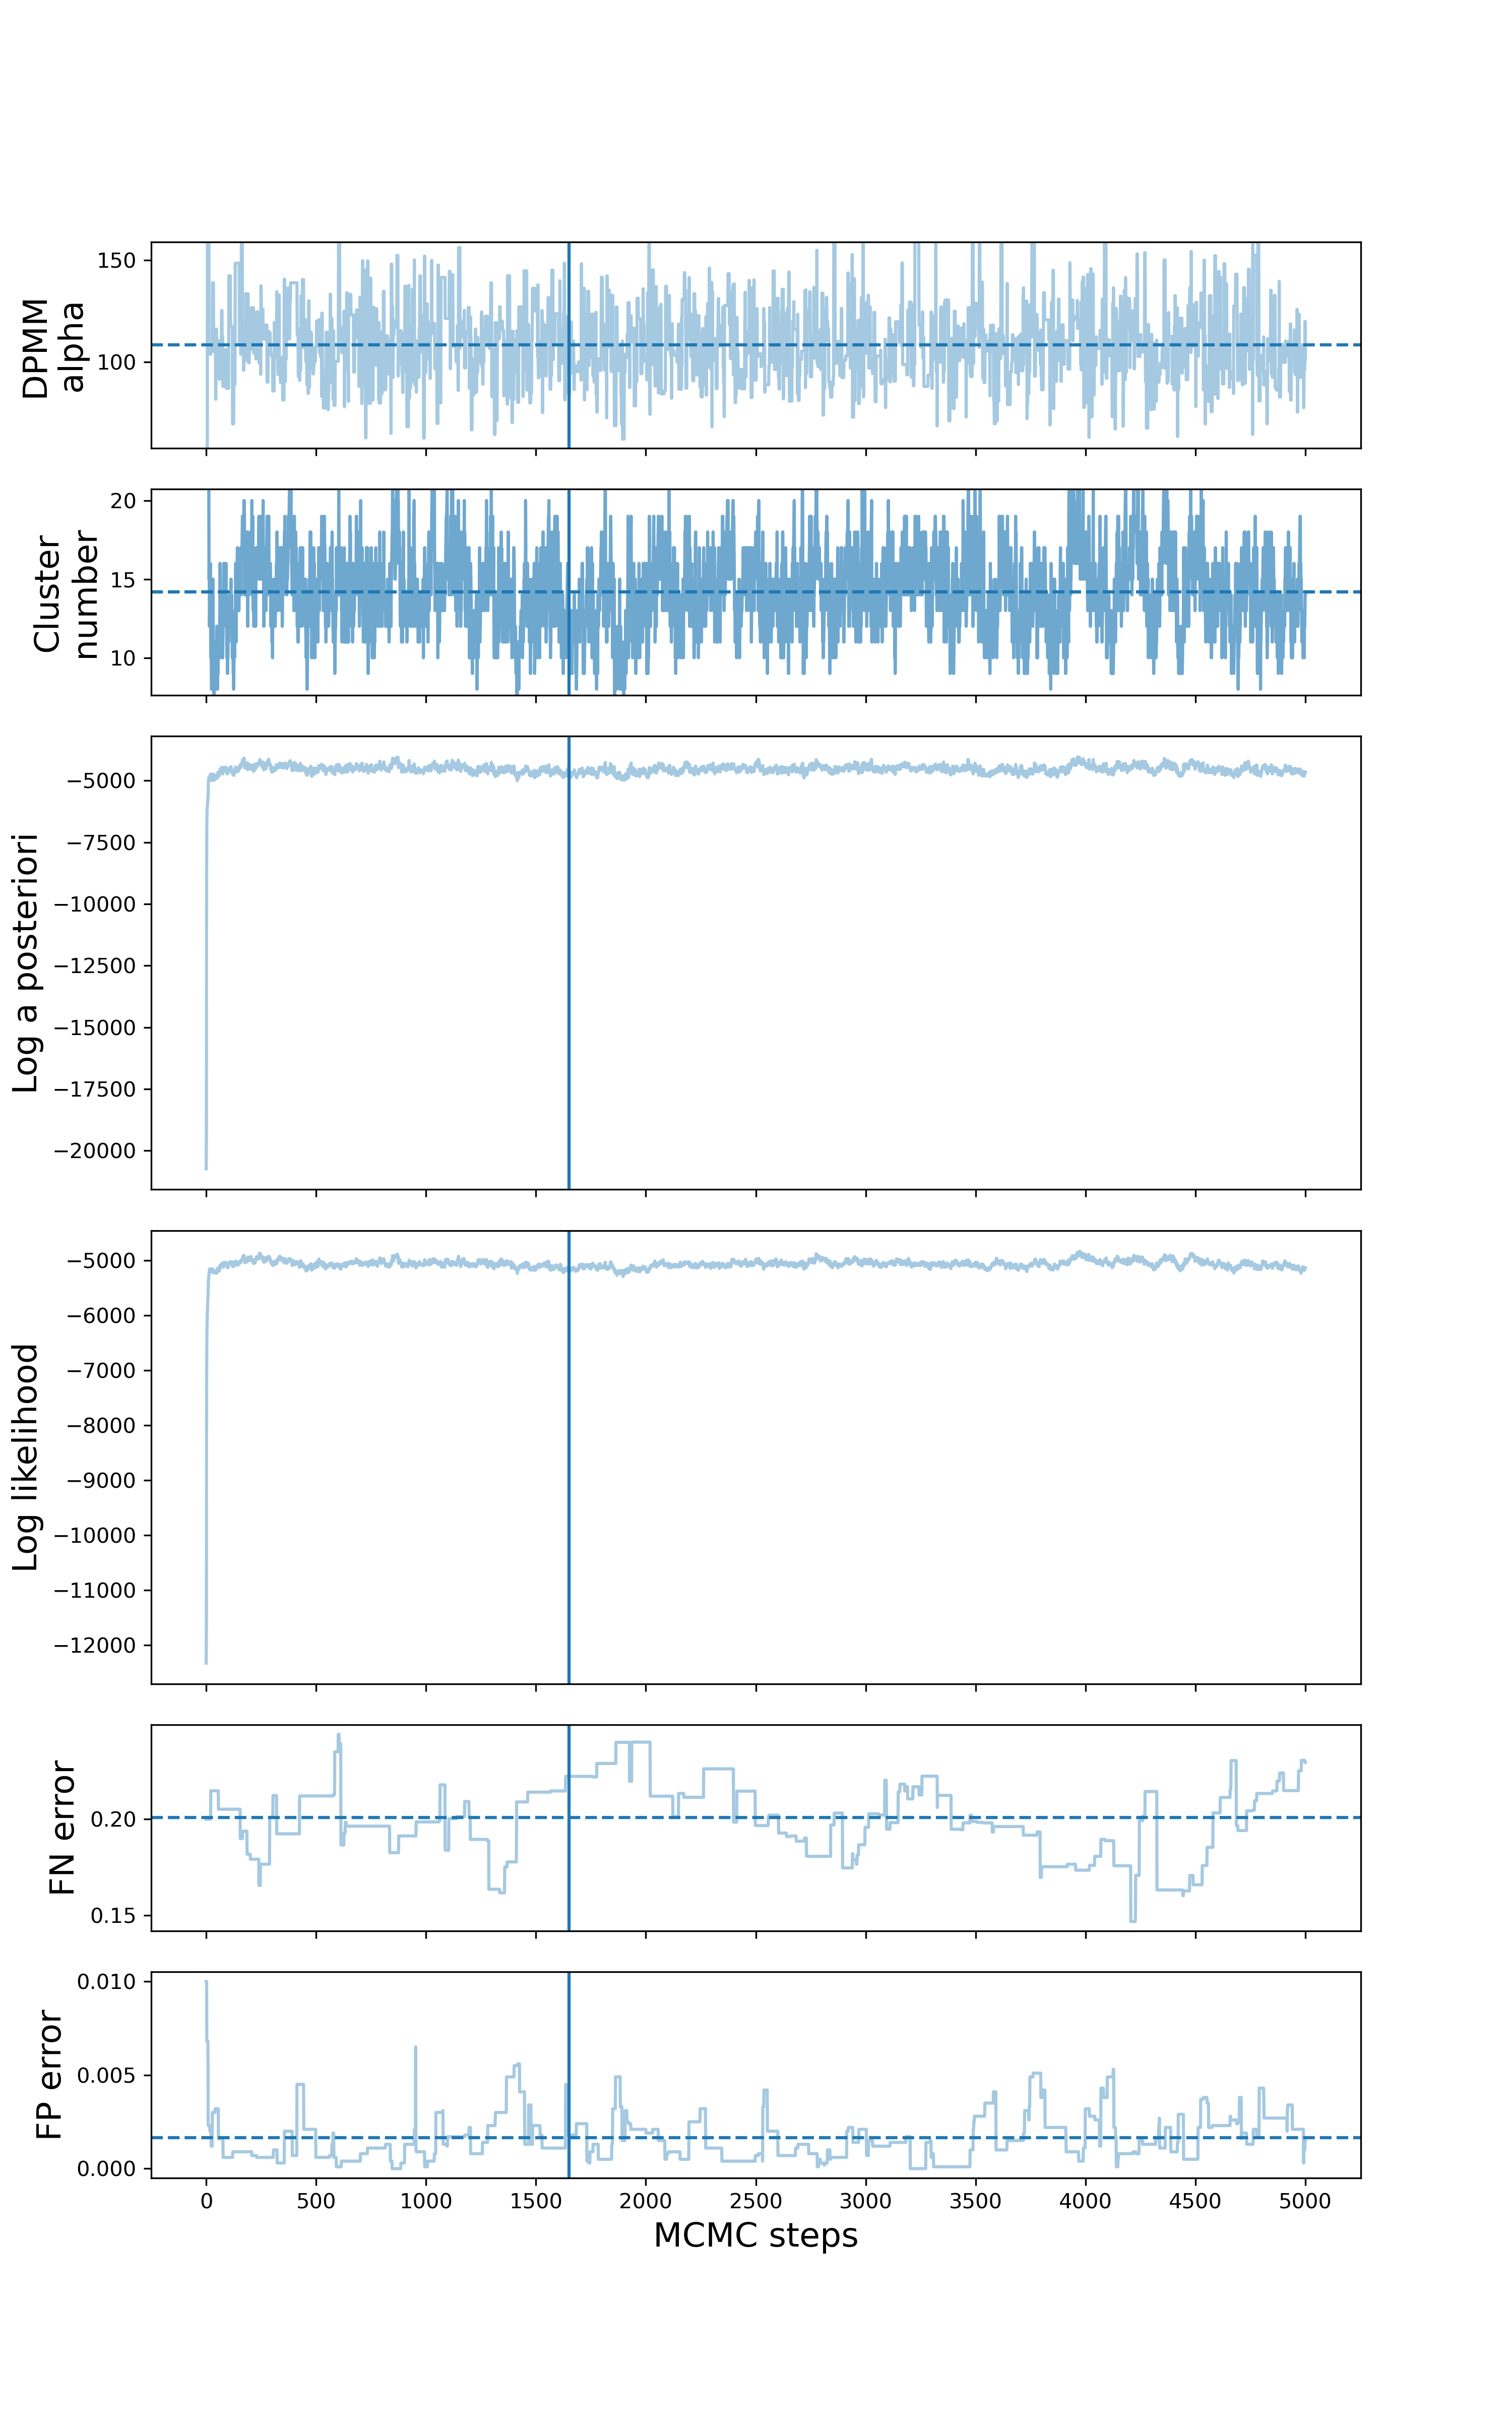 DPMM
alpha
150
100
Cluster
number
20
15
10
Log a posteriori
−5000
−7500
−10000
−12500
−15000
−17500
−20000
Log likelihood
−5000
−6000
−7000
−8000
−9000
−10000
−11000
−12000
FN error
0.20
0.15
FP error
0.010
0.005
0.000
0 500 1000 1500 2000 2500 3000 3500 4000 4500 5000
MCMC steps